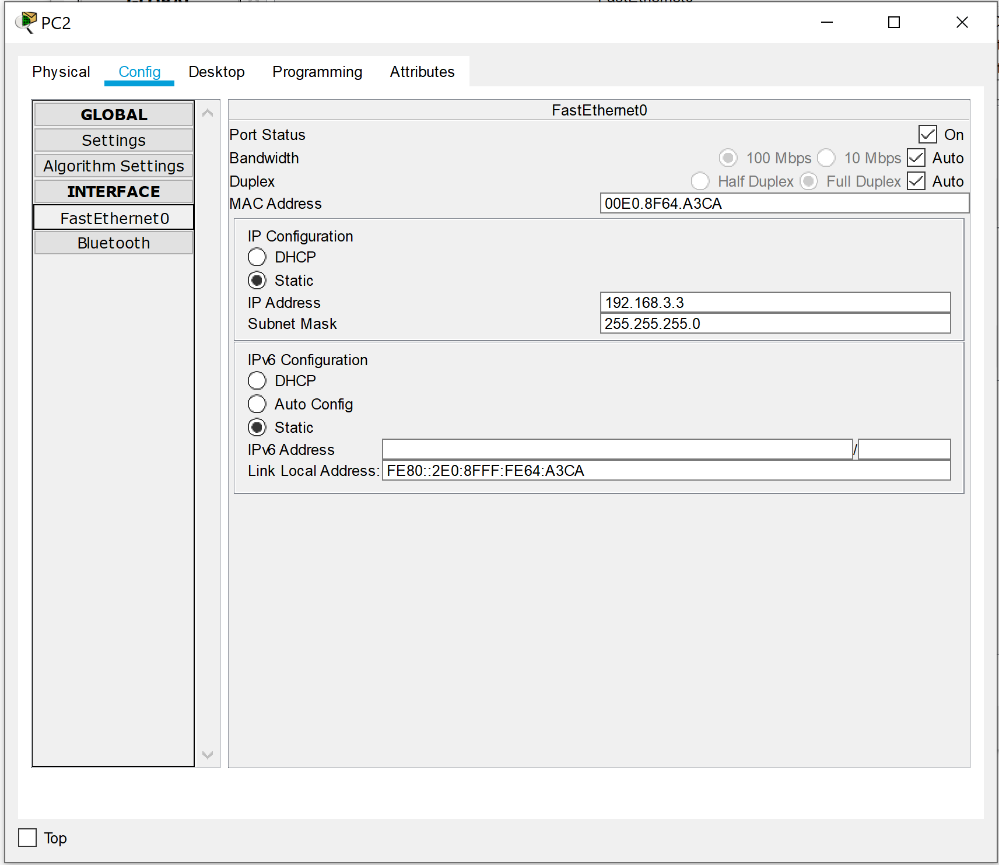 PC2
Physical Config Desktop Programming Attributes
GLOBAL
Settings
Algorithm Settings
INTERFACE
FastEthernet0
Bluetooth
FastEthernet0
Port Status On
Bandwidth 100 Mbps 10 Mbps Auto
Duplex Half Duplex Full Duplex Auto
MAC Address 00E0.8F64.A3CA
IP Configuration
DHCP
Static
IP Address 192.168.3.3
Subnet Mask 255.255.255.0
IPv6 Configuration
DHCP
Auto Config
Static
IPv6 Address /
Link Local Address: FE80::2E0:8FFF:FE64:A3CA
Top